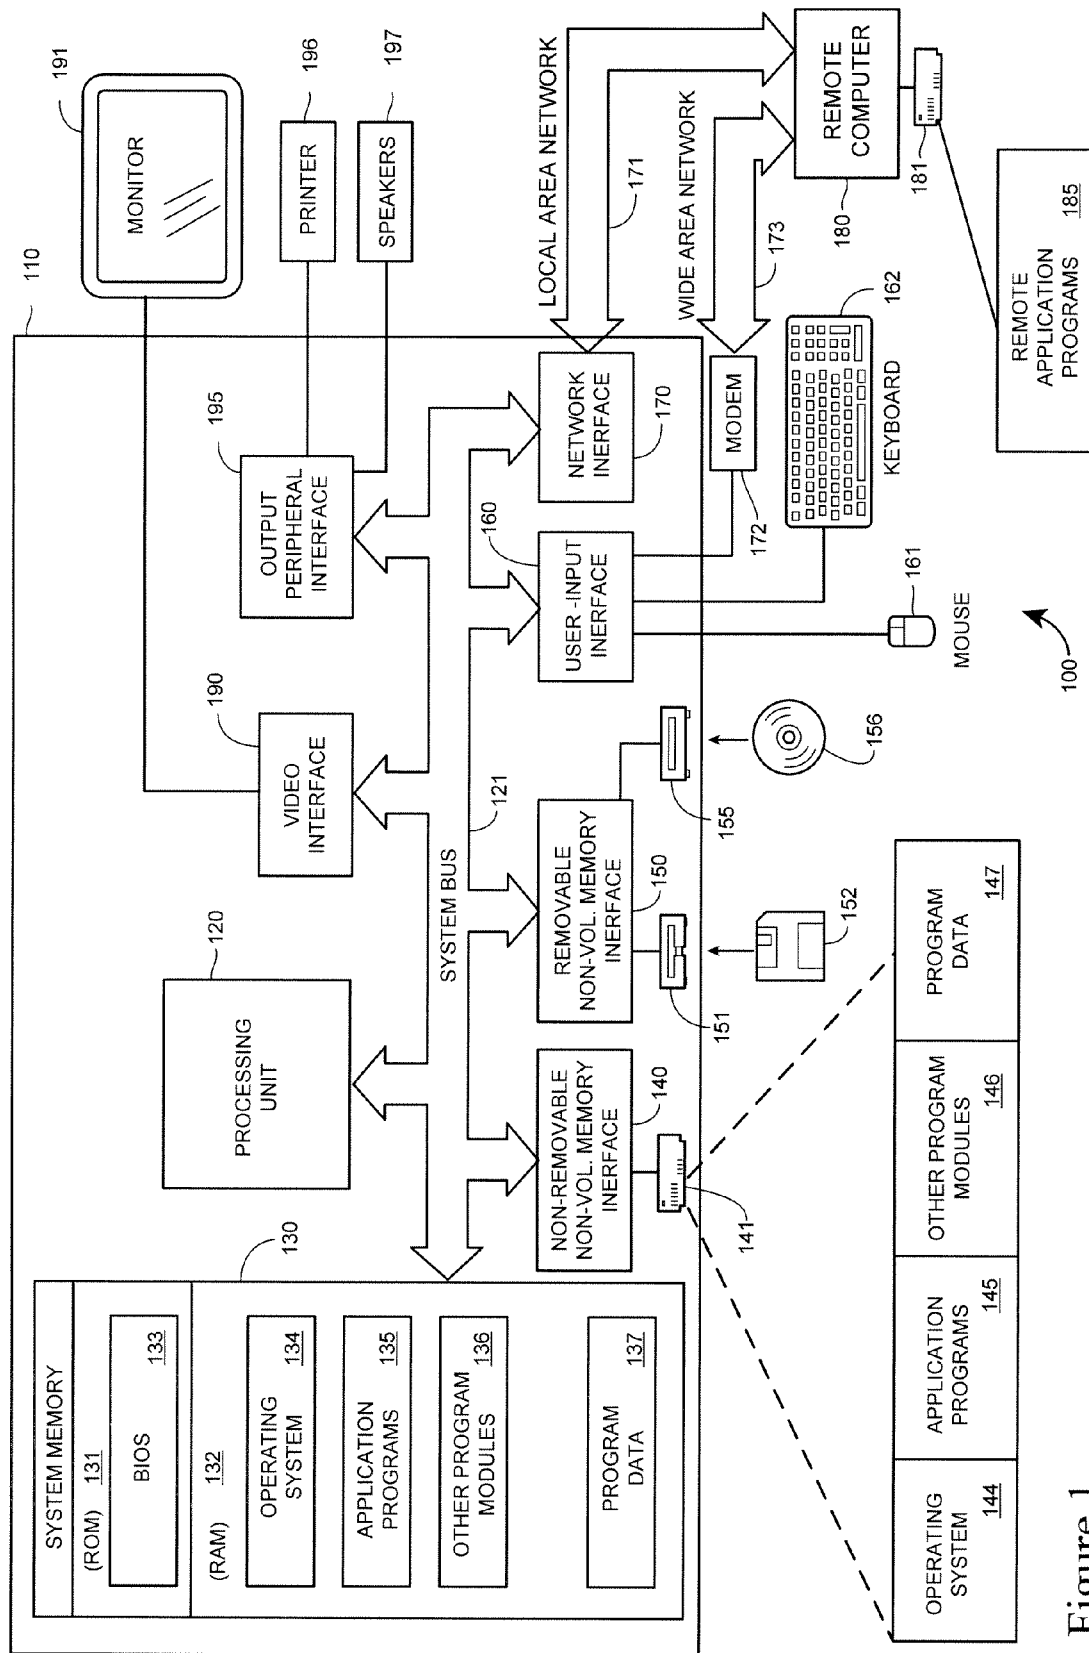 SYSTEM MEMORY
(ROM) 131
BIOS 133
(RAM) 132
OPERATING
SYSTEM 134
APPLICATION
PROGRAMS 135
OTHER PROGRAM
MODULES 136
PROGRAM
DATA 137
130
PROCESSING
UNIT
120
VIDEO
INTERFACE
190
OUTPUT
PERIPHERAL
INTERFACE
195
110
MONITOR
191
PRINTER
196
SPEAKERS
197
SYSTEM BUS
121
NON-REMOVABLE
NON-VOL. MEMORY
INERFACE
140
141
REMOVABLE
NON-VOL. MEMORY
INERFACE
150
151
152
155
156
USER -INPUT
INERFACE
160
NETWORK
INERFACE
170
LOCAL AREA NETWORK
171
WIDE AREA NETWORK
173
MODEM
172
REMOTE
COMPUTER
180
181
REMOTE
APPLICATION
PROGRAMS 185
KEYBOARD
162
MOUSE
161
100
OPERATING
SYSTEM 144
APPLICATION
PROGRAMS 145
OTHER PROGRAM
MODULES 146
PROGRAM
DATA 147
Figure 1